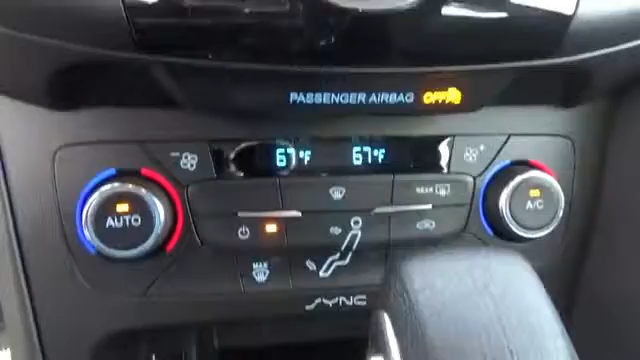 PASSENGER AIRBAG OFF
67°F 67°F
REAR
AUTO
A/C
MAX
SYNC